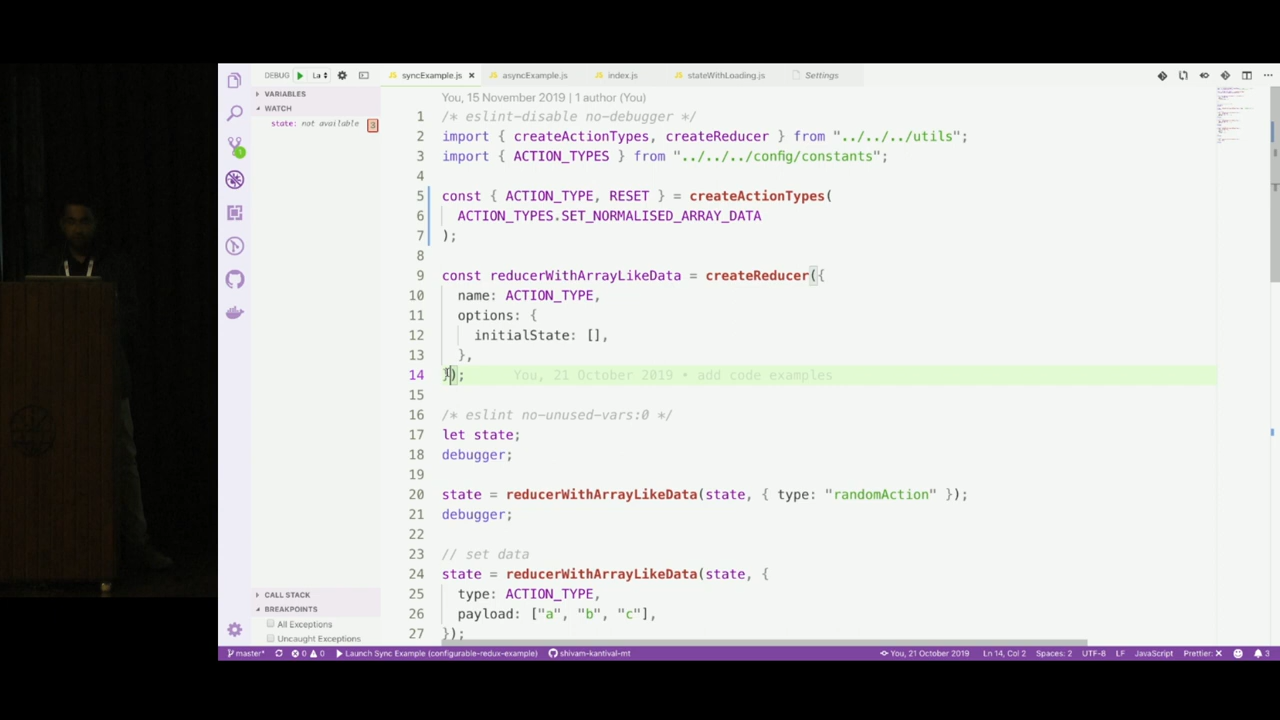 DEBUG
La
syncExample.js
asyncExample.js
index.js
stateWithLoading.js
Settings
VARIABLES
WATCH
state: not available
You, 15 November 2019 | 1 author (You)
1 /* eslint-disable no-debugger */
2 import { createActionTypes, createReducer } from "../../../utils";
3 import { ACTION_TYPES } from "../../../config/constants";
4
5 const { ACTION_TYPE, RESET } = createActionTypes(
6 ACTION_TYPES.SET_NORMALISED_ARRAY_DATA
7 );
8
9 const reducerWithArrayLikeData = createReducer({
10 name: ACTION_TYPE,
11 options: {
12 initialState: [],
13 },
14 }); You, 21 October 2019 • add code examples
15
16 /* eslint no-unused-vars:0 */
17 let state;
18 debugger;
19
20 state = reducerWithArrayLikeData(state, { type: "randomAction" });
21 debugger;
22
23 // set data
24 state = reducerWithArrayLikeData(state, {
25 type: ACTION_TYPE,
26 payload: ["a", "b", "c"],
27 });
CALL STACK
BREAKPOINTS
All Exceptions
Uncaught Exceptions
master* 0 0 Launch Sync Example (configurable-redux-example) shivam-kantival-mt You, 21 October 2019 Ln 14, Col 2 Spaces: 2 UTF-8 LF JavaScript Prettier: × 3